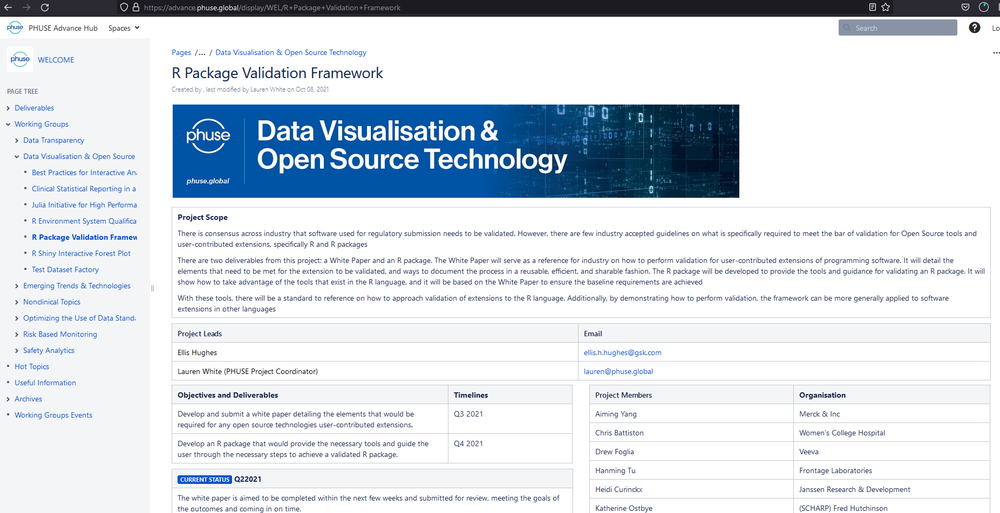 https://advance.phuse.global/display/WEL/R+Package+Validation+Framework
phuse PHUSE Advance Hub Spaces
Search
?
Lo
phuse WELCOME
PAGE TREE
Deliverables
Working Groups
Data Transparency
Data Visualisation & Open Source
Best Practices for Interactive Ana
Clinical Statistical Reporting in a
Julia Initiative for High Performa
R Environment System Qualificat
R Package Validation Framew
R Shiny Interactive Forest Plot
Test Dataset Factory
Emerging Trends & Technologies
Nonclinical Topics
Optimizing the Use of Data Standa
Risk Based Monitoring
Safety Analytics
Hot Topics
Useful Information
Archives
Working Groups Events
Pages /... / Data Visualisation & Open Source Technology
R Package Validation Framework
Created by , last modified by Lauren White on Oct 08, 2021
phuse
phuse.global
Data Visualisation &
Open Source Technology
Project Scope
There is consensus across industry that software used for regulatory submission needs to be validated. However, there are few industry accepted guidelines on what is specifically required to meet the bar of validation for Open Source tools and
user-contributed extensions, specifically R and R packages
There are two deliverables from this project: a White Paper and an R package. The White Paper will serve as a reference for industry on how to perform validation for user-contributed extensions of programming software. It will detail the
elements that need to be met for the extension to be validated, and ways to document the process in a reusable, efficient, and sharable fashion. The R package will be developed to provide the tools and guidance for validating an R package. It will
show how to take advantage of the tools that exist in the R language, and it will be based on the White Paper to ensure the baseline requirements are achieved
With these tools, there will be a standard to reference on how to approach validation of extensions to the R language. Additionally, by demonstrating how to perform validation, the framework can be more generally applied to software
extensions in other languages
Project Leads Email
Ellis Hughes ellis.h.hughes@gsk.com
Lauren White (PHUSE Project Coordinator) lauren@phuse.global
Objectives and Deliverables Timelines
Develop and submit a white paper detailing the elements that would be Q3 2021
required for any open source technologies user-contributed extensions.
Develop an R package that would provide the necessary tools and guide the Q4 2021
user through the necessary steps to achieve a validated R package.
CURRENT STATUS Q22021
The white paper is aimed to be completed within the next few weeks and submitted for review, meeting the goals of
the outcomes and coming in on time.
Project Members Organisation
Aiming Yang Merck & Inc
Chris Battiston Women's College Hospital
Drew Foglia Veeva
Hanming Tu Frontage Laboratories
Heidi Curinckx Janssen Research & Development
Katherine Ostbye (SCHARP) Fred Hutchinson